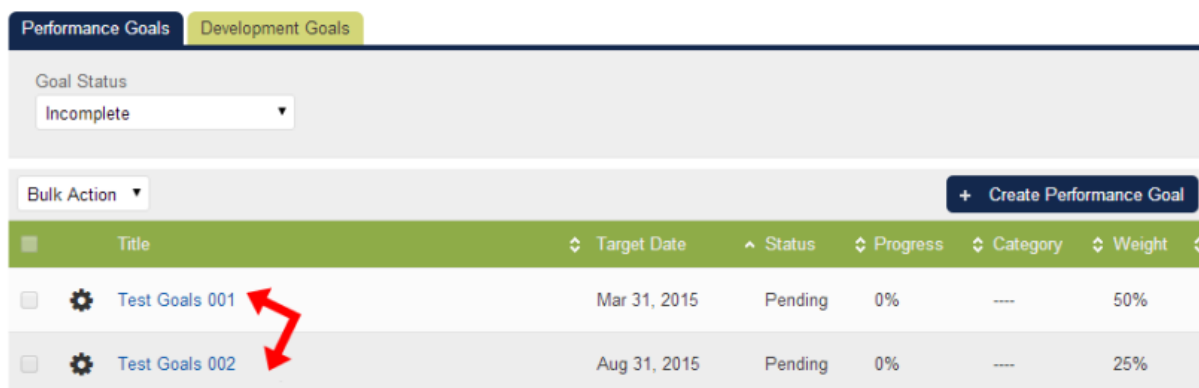 Performance Goals Development Goals
Goal Status
Incomplete
Bulk Action + Create Performance Goal
Title Target Date Status Progress Category Weight
Test Goals 001 Mar 31, 2015 Pending 0% ---- 50%
Test Goals 002 Aug 31, 2015 Pending 0% ---- 25%